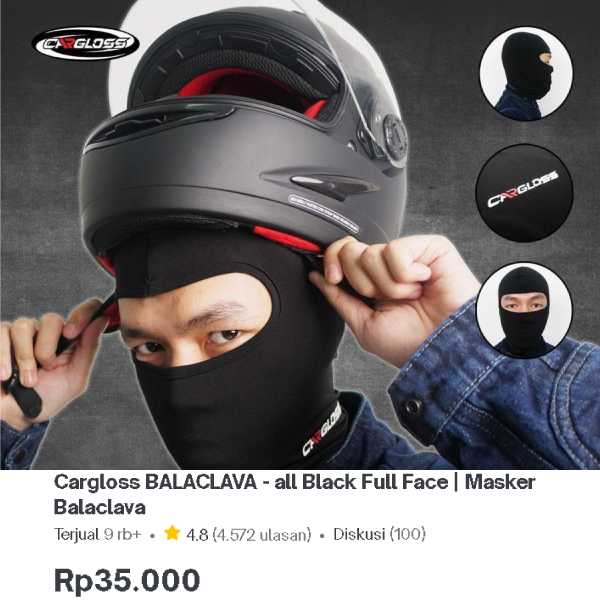 CARGLOSS
CARGLOSS
CARGLOSS
Cargloss BALACLAVA - all Black Full Face | Masker
Balaclava
Terjual 9 rb+ • 4.8 (4.572 ulasan) • Diskusi (100)
Rp35.000